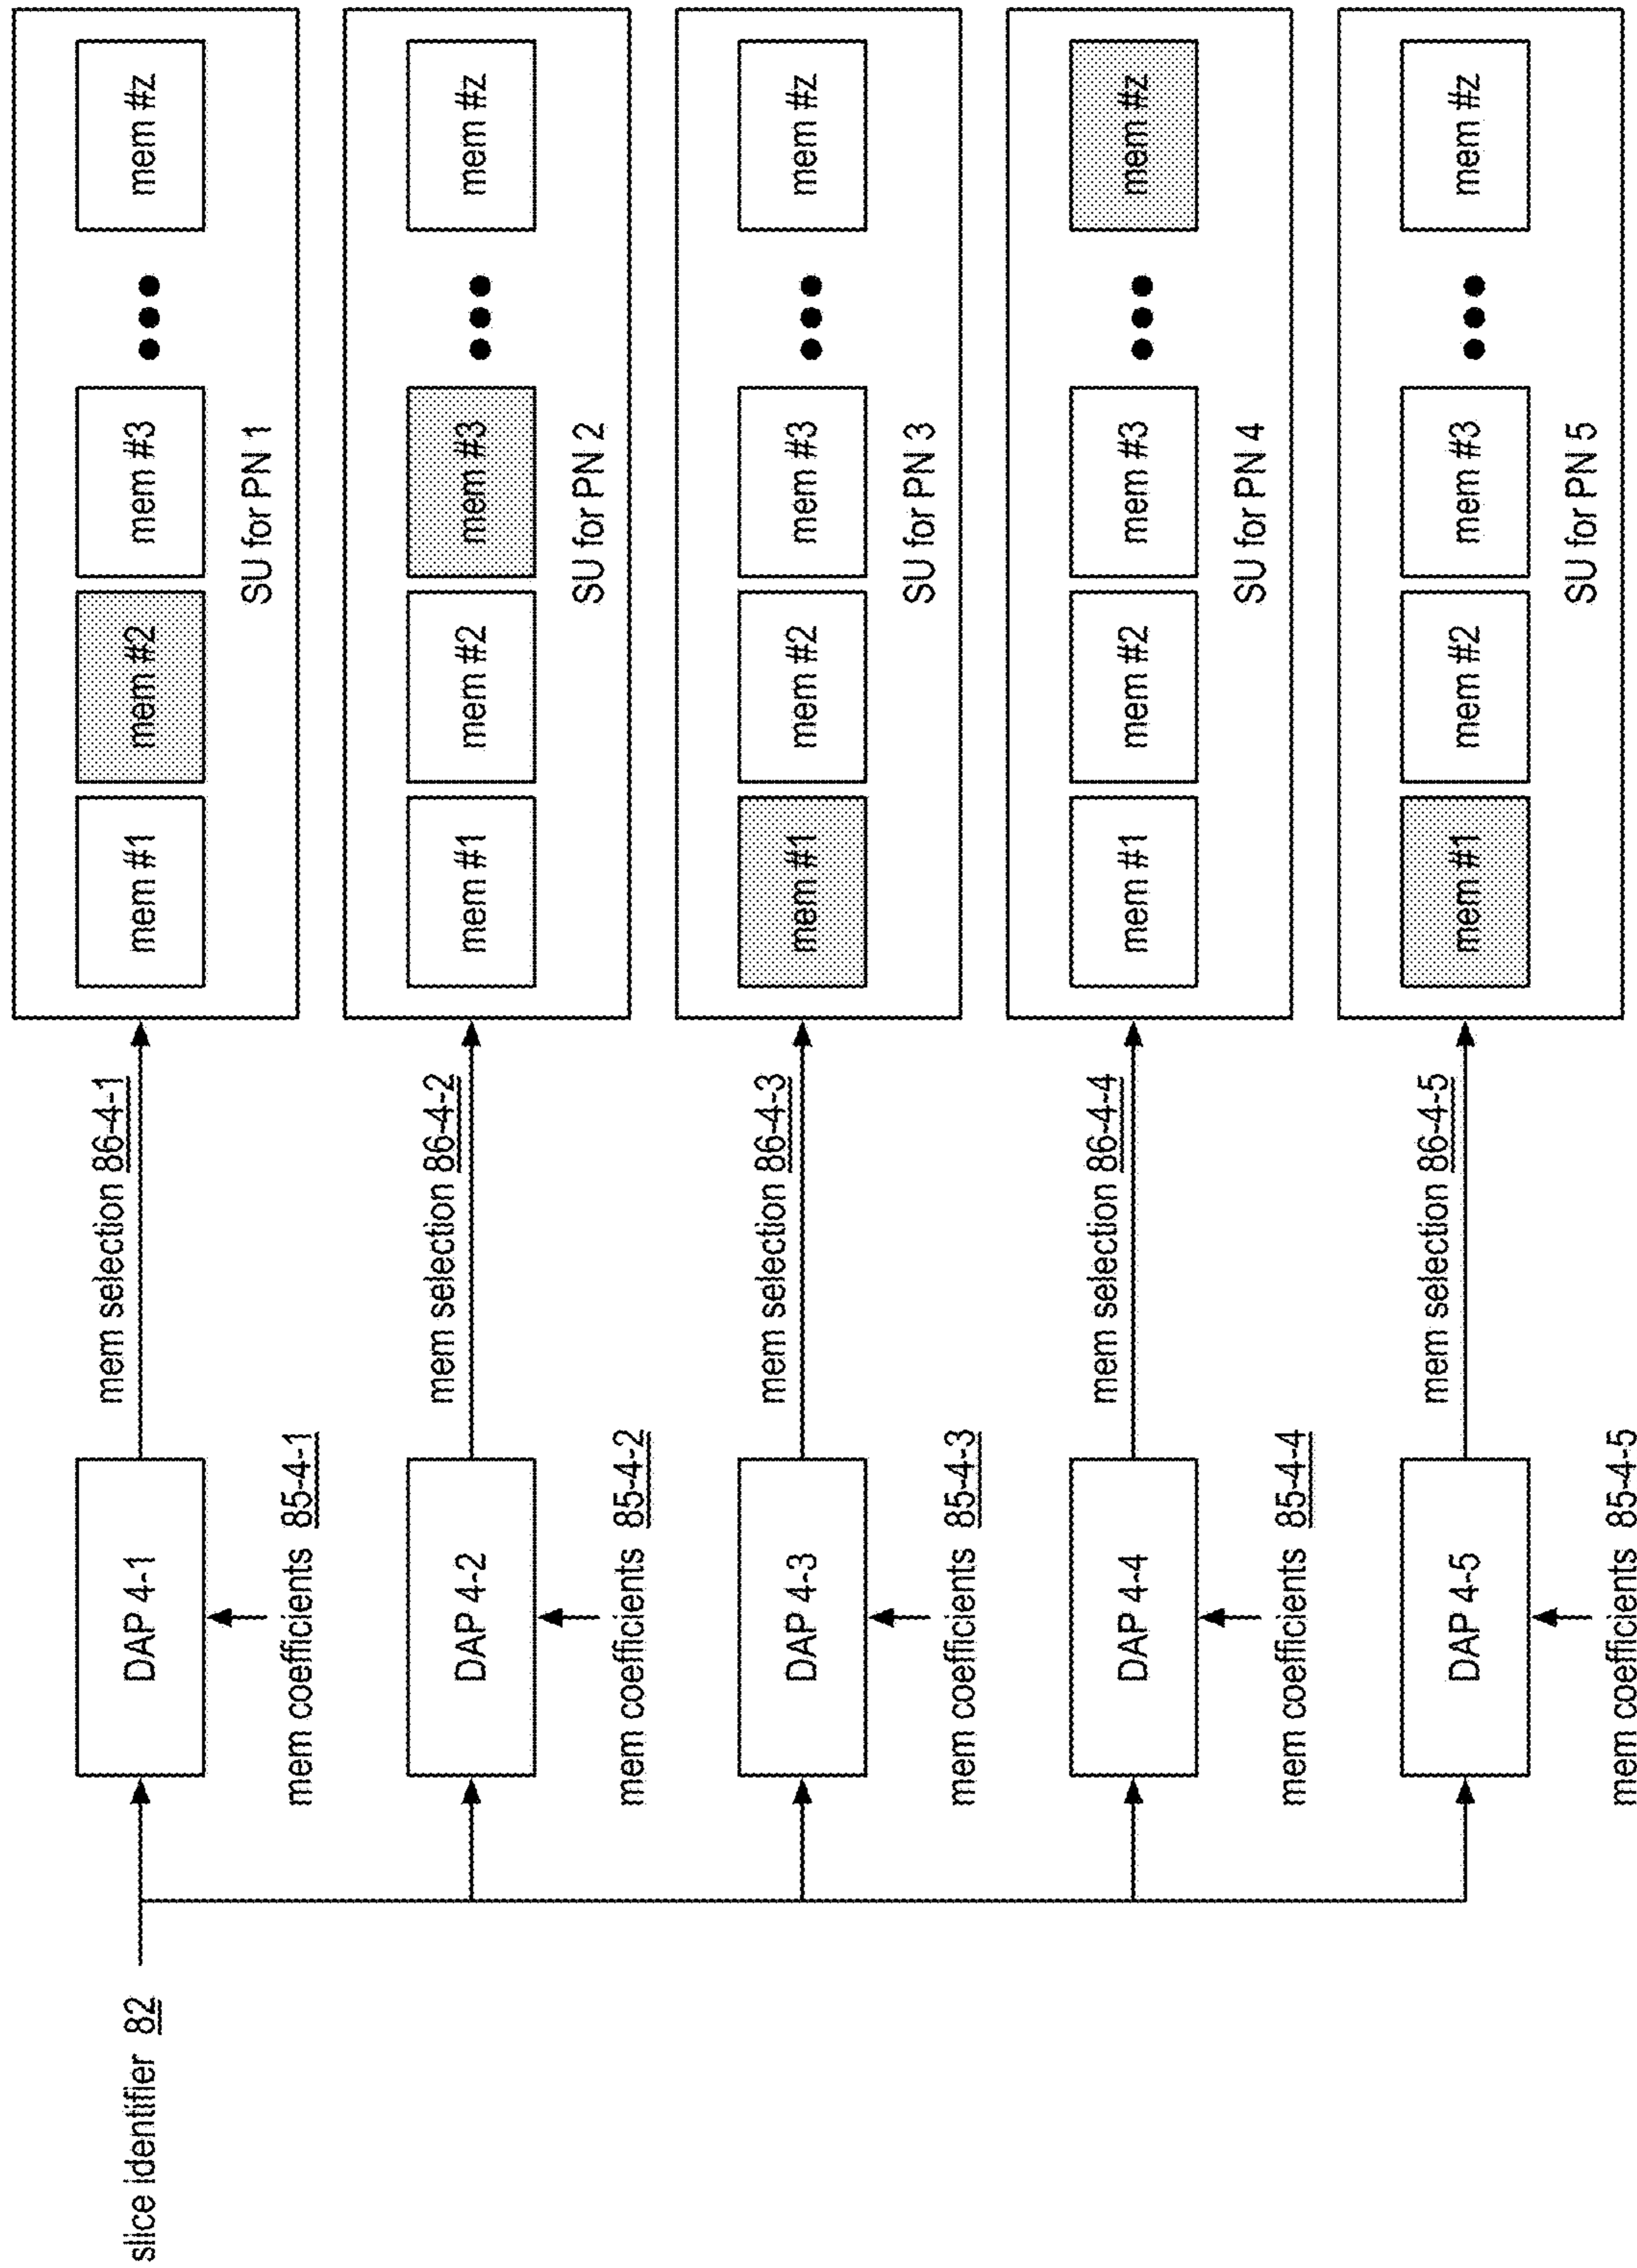 slice identifier 82
DAP 4-1
mem coefficients 85-4-1
mem selection 86-4-1
mem #1
mem #2
mem #3
mem #z
SU for PN 1
DAP 4-2
mem coefficients 85-4-2
mem selection 86-4-2
mem #1
mem #2
mem #3
mem #z
SU for PN 2
DAP 4-3
mem coefficients 85-4-3
mem selection 86-4-3
mem #1
mem #2
mem #3
mem #z
SU for PN 3
DAP 4-4
mem coefficients 85-4-4
mem selection 86-4-4
mem #1
mem #2
mem #3
mem #z
SU for PN 4
DAP 4-5
mem coefficients 85-4-5
mem selection 86-4-5
mem #1
mem #2
mem #3
mem #z
SU for PN 5